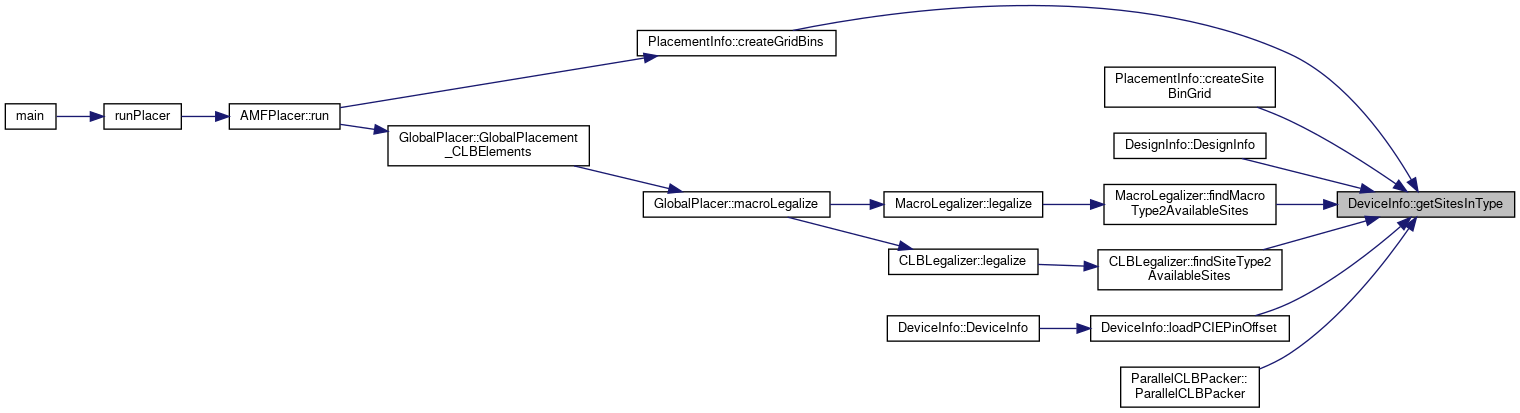 PlacementInfo::createGridBins
PlacementInfo::createSite
BinGrid
main
runPlacer
AMFPlacer::run
GlobalPlacer::GlobalPlacement
_CLBElements
DesignInfo::DesignInfo
GlobalPlacer::macroLegalize
MacroLegalizer::legalize
MacroLegalizer::findMacro
Type2AvailableSites
DeviceInfo::getSitesInType
CLBLegalizer::legalize
CLBLegalizer::findSiteType2
AvailableSites
DeviceInfo::DeviceInfo
DeviceInfo::loadPCIEPinOffset
ParallelCLBPacker::
ParallelCLBPacker